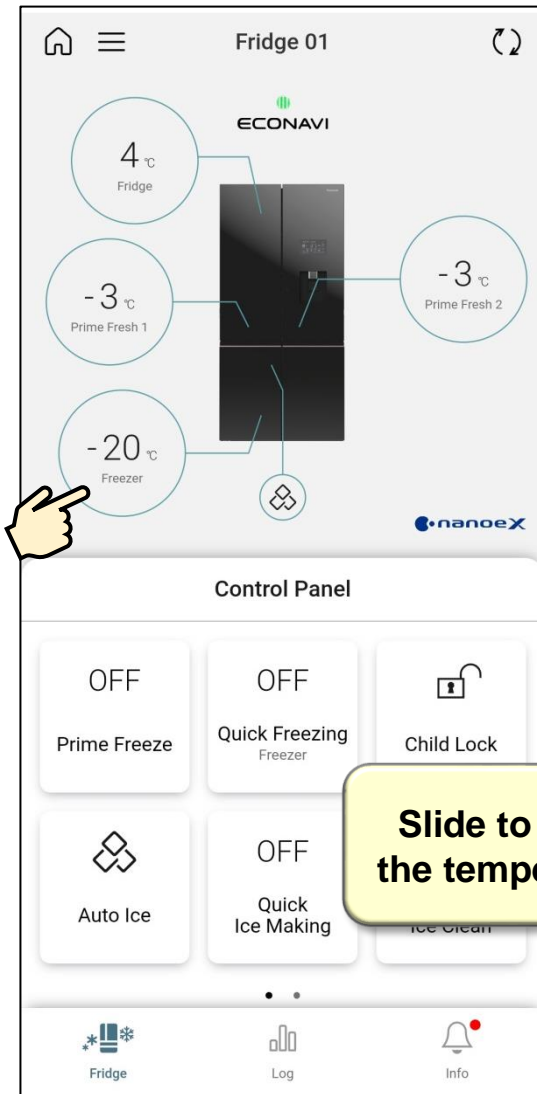 Fridge 01
ECONAVI
4 ℃
Fridge
-3 ℃
Prime Fresh 1
-3 ℃
Prime Fresh 2
-20 ℃
Freezer
nanoeX
Control Panel
OFF
Prime Freeze
OFF
Quick Freezing
Freezer
Child Lock
Auto Ice
OFF
Quick
Ice Making
Ice Clean
Slide to
the tempe
Fridge
Log
Info